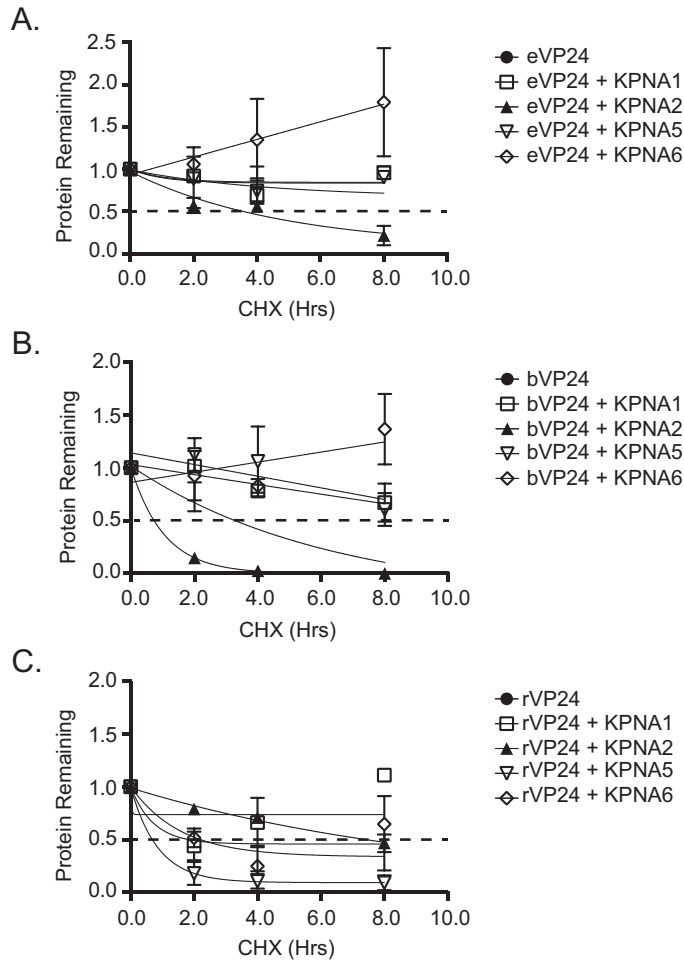 A.
Protein Remaining
2.5
2.0
1.5
1.0
0.5
0.0
0.0 2.0 4.0 6.0 8.0 10.0
CHX (Hrs)
eVP24
eVP24 + KPNA1
eVP24 + KPNA2
eVP24 + KPNA5
eVP24 + KPNA6
B.
Protein Remaining
2.0
1.5
1.0
0.5
0.0
0.0 2.0 4.0 6.0 8.0 10.0
CHX (Hrs)
bVP24
bVP24 + KPNA1
bVP24 + KPNA2
bVP24 + KPNA5
bVP24 + KPNA6
C.
Protein Remaining
2.0
1.5
1.0
0.5
0.0
0.0 2.0 4.0 6.0 8.0 10.0
CHX (Hrs)
rVP24
rVP24 + KPNA1
rVP24 + KPNA2
rVP24 + KPNA5
rVP24 + KPNA6